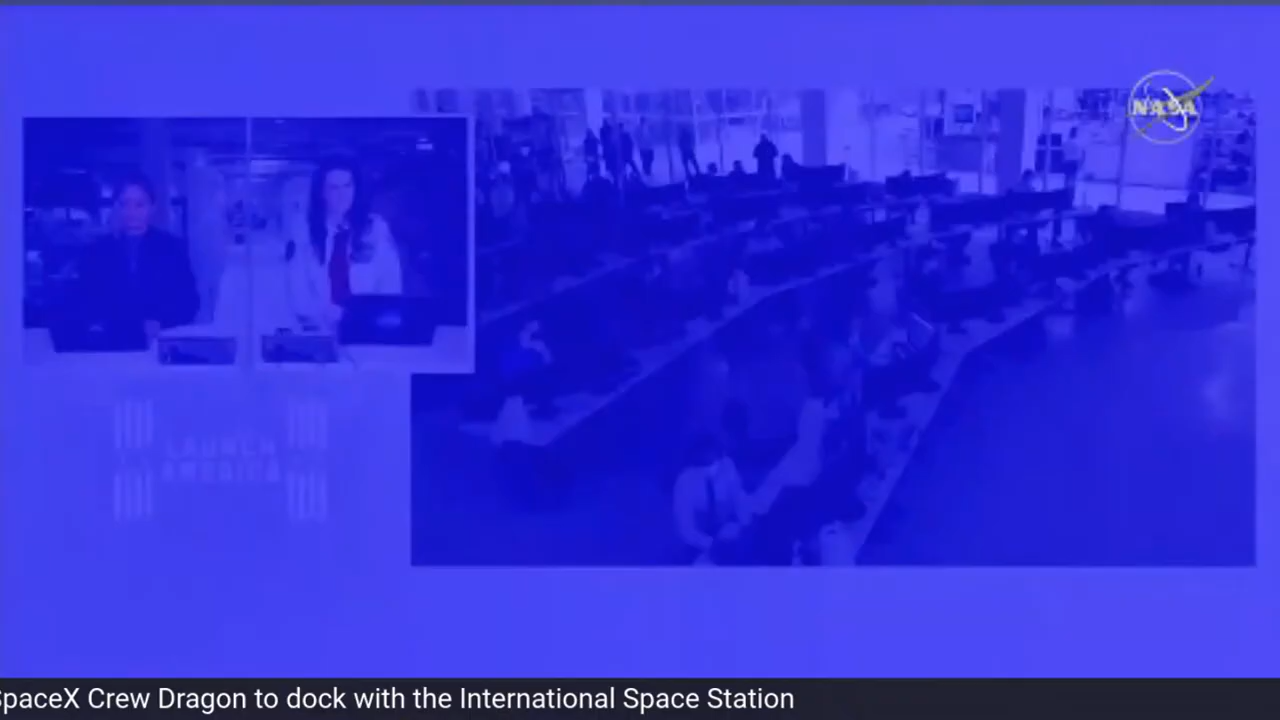 NASA
LAUNCH
AMERICA
SpaceX Crew Dragon to dock with the International Space Station